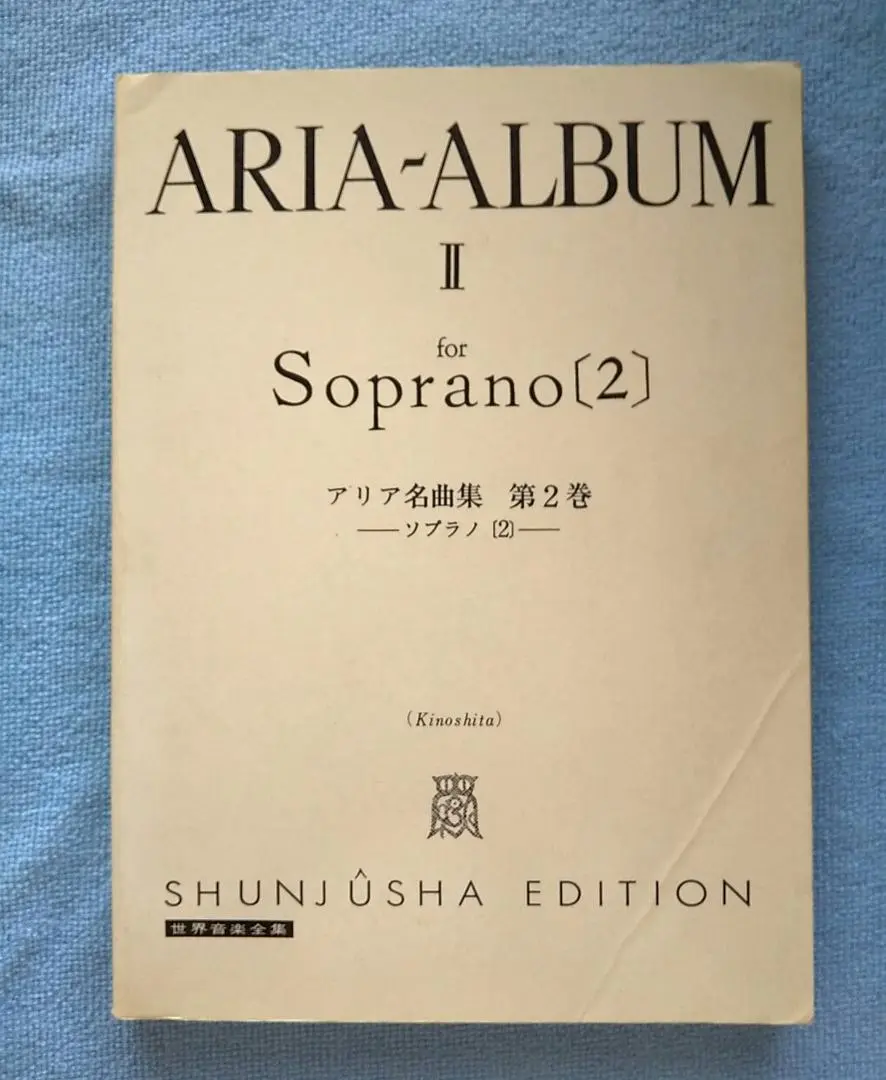 ARIA-ALBUM
Ⅱ
for
Soprano〔2〕
アリア名曲集 第2巻
──ソプラノ〔2〕──
(Kinoshita)
SHUNJÛSHA EDITION
世界音楽全集